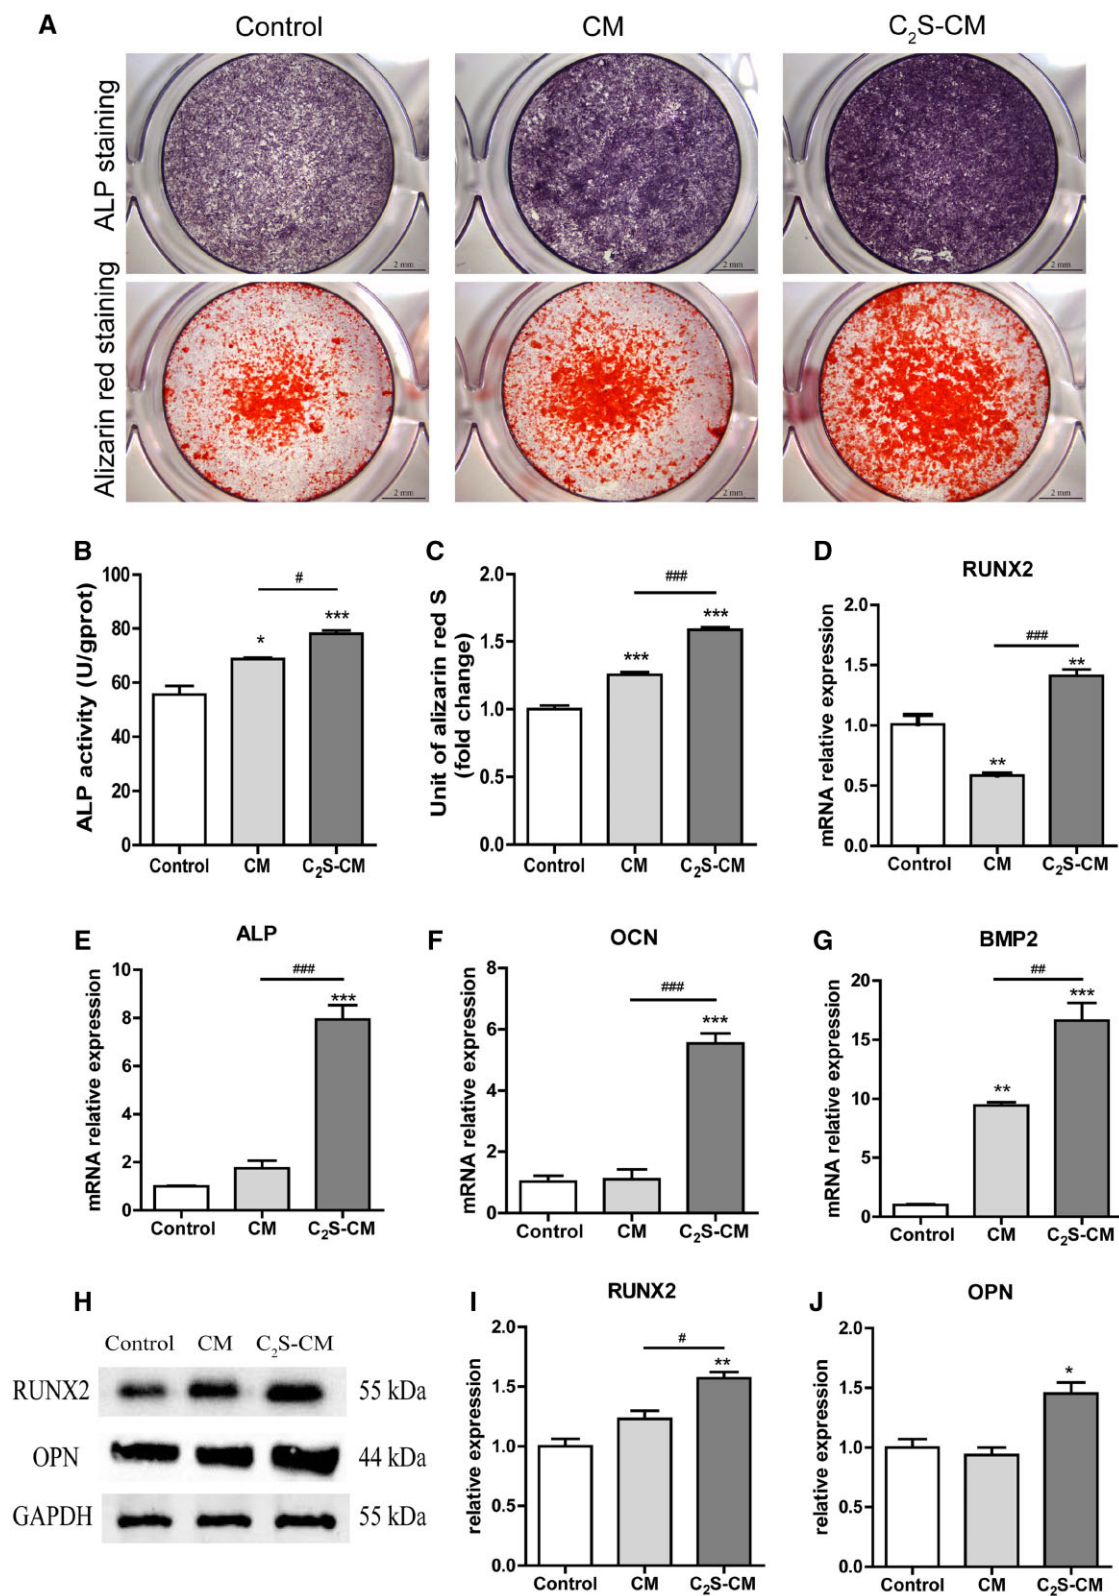 A
Control
CM
C₂S-CM
ALP staining
2 mm
2 mm
2 mm
Alizarin red staining
2 mm
2 mm
2 mm
B
ALP activity (U/gprot)
100
80
60
40
20
0
*
#
***
Control
CM
C₂S-CM
C
Unit of alizarin red S
(fold change)
2.0
1.5
1.0
0.5
0.0
***
###
***
Control
CM
C₂S-CM
D
RUNX2
mRNA relative expression
2.0
1.5
1.0
0.5
0.0
**
###
**
Control
CM
C₂S-CM
E
ALP
mRNA relative expression
10
8
6
4
2
0
###
***
Control
CM
C₂S-CM
F
OCN
mRNA relative expression
8
6
4
2
0
###
***
Control
CM
C₂S-CM
G
BMP2
mRNA relative expression
20
15
10
5
0
**
##
***
Control
CM
C₂S-CM
H
Control
CM
C₂S-CM
RUNX2
55 kDa
OPN
44 kDa
GAPDH
55 kDa
I
RUNX2
relative expression
2.0
1.5
1.0
0.5
0.0
#
**
Control
CM
C₂S-CM
J
OPN
relative expression
2.0
1.5
1.0
0.5
0.0
*
Control
CM
C₂S-CM